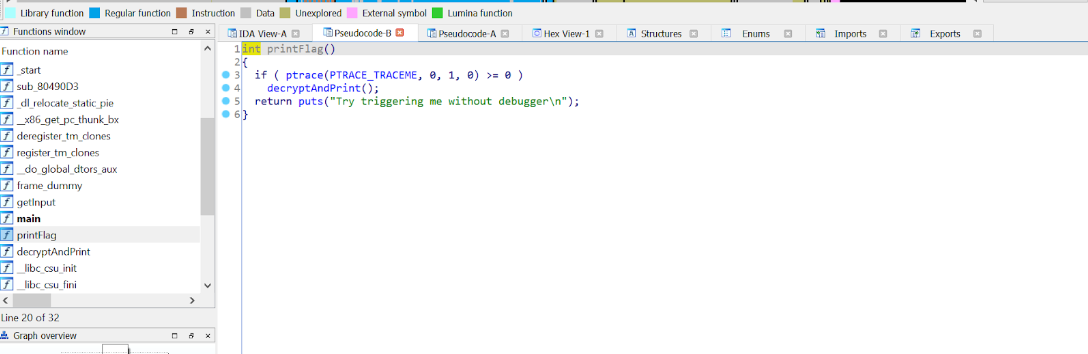 Library function Regular function Instruction Data Unexplored External symbol Lumina function
Functions window
IDA View-A Pseudocode-B Pseudocode-A Hex View-1 Structures Enums Imports Exports
Function name
_start
sub_80490D3
_dl_relocate_static_pie
__x86_get_pc_thunk_bx
deregister_tm_clones
register_tm_clones
__do_global_dtors_aux
frame_dummy
getInput
main
printFlag
decryptAndPrint
__libc_csu_init
__libc_csu_fini
Line 20 of 32
Graph overview
1 int printFlag()
2 {
3 if ( ptrace(PTRACE_TRACEME, 0, 1, 0) >= 0 )
4 decryptAndPrint();
5 return puts("Try triggering me without debugger\n");
6 }